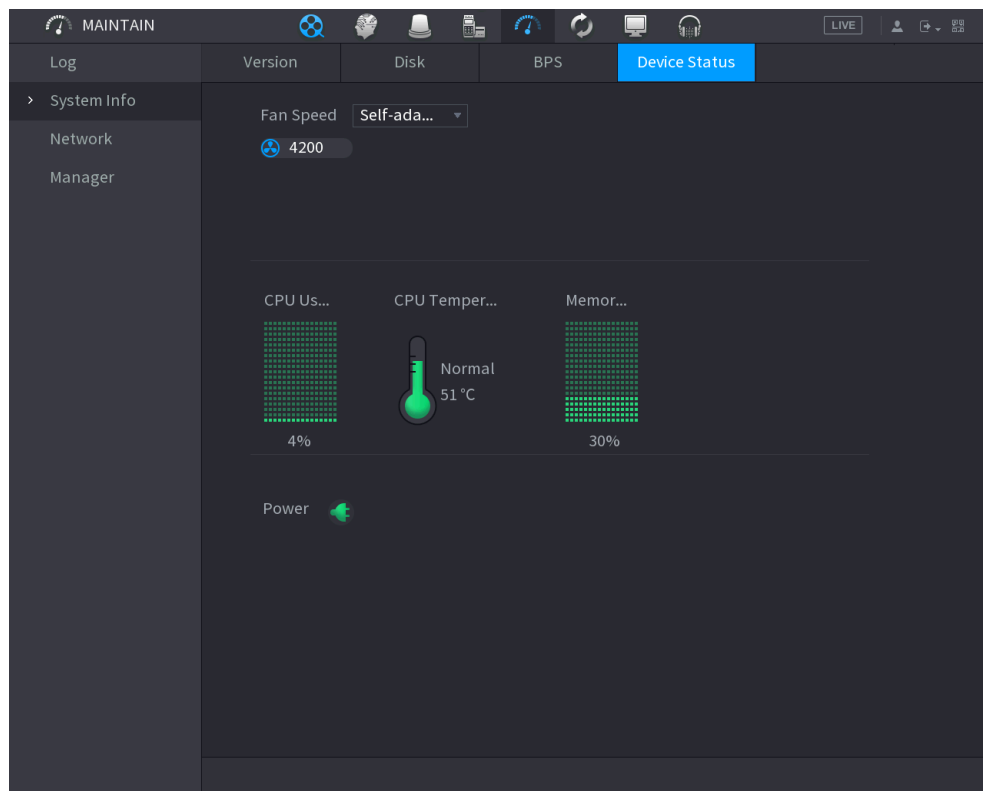 MAINTAIN
LIVE
Log
Version
Disk
BPS
Device Status
System Info
Network
Manager
Fan Speed
Self-ada...
4200
CPU Us...
CPU Temper...
Memor...
Normal
51°C
4%
30%
Power